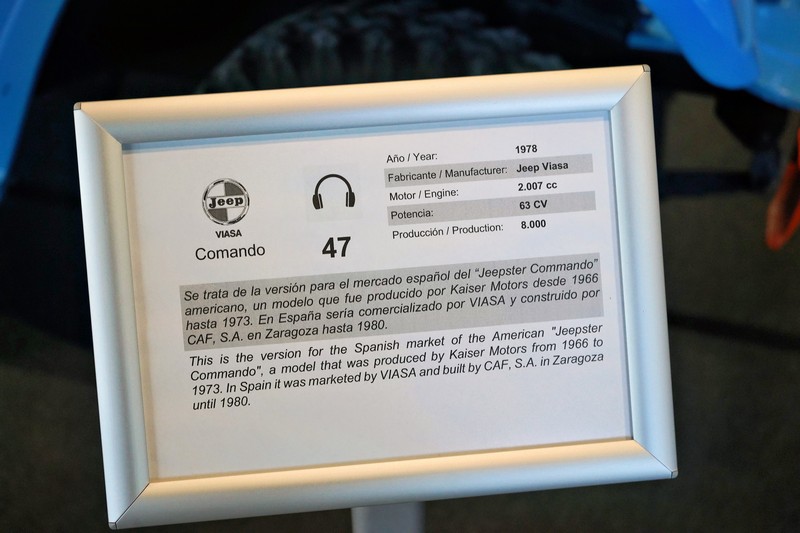 Jeep
VIASA
Comando
47
Año / Year: 1978
Fabricante / Manufacturer: Jeep Viasa
Motor / Engine: 2.007 cc
Potencia: 63 CV
Producción / Production: 8.000
Se trata de la versión para el mercado español del “Jeepster Commando”
americano, un modelo que fue producido por Kaiser Motors desde 1966
hasta 1973. En España sería comercializado por VIASA y construido por
CAF, S.A. en Zaragoza hasta 1980.
This is the version for the Spanish market of the American "Jeepster
Commando", a model that was produced by Kaiser Motors from 1966 to
1973. In Spain it was marketed by VIASA and built by CAF, S.A. in Zaragoza
until 1980.